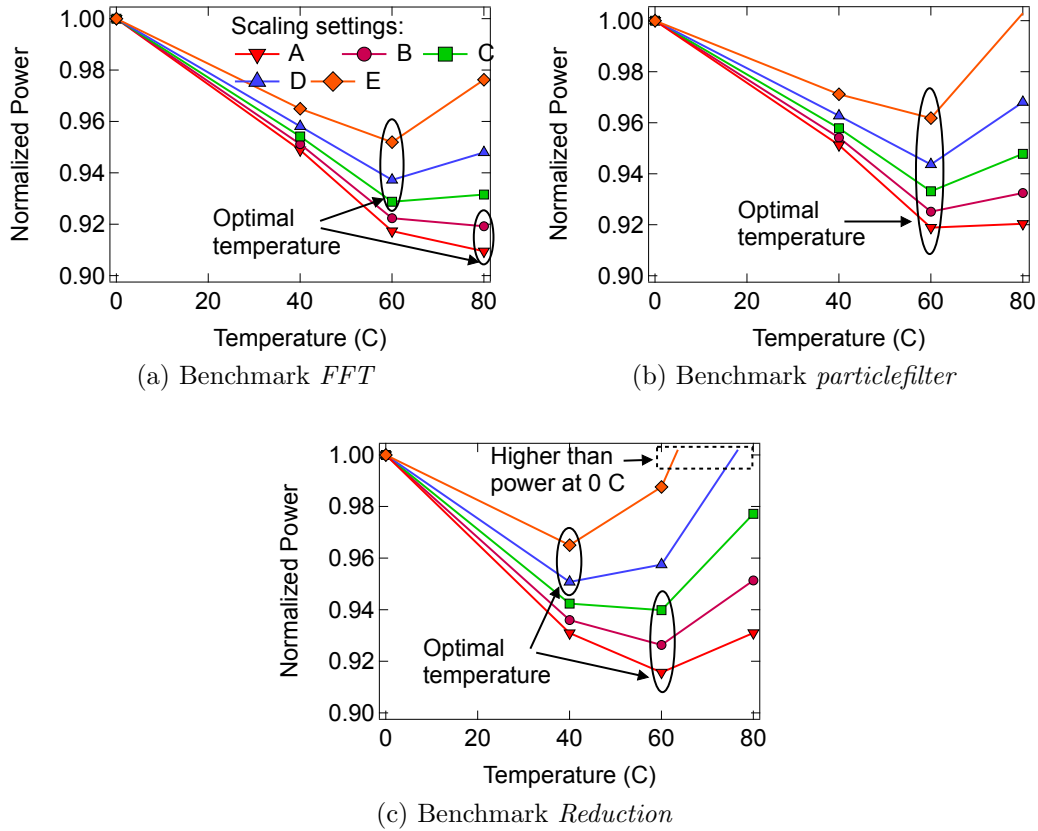 Scaling settings:
A B C
D E
1.00
0.98
0.96
0.94
0.92
0.90
Normalized Power
Optimal
temperature
0 20 40 60 80
Temperature (C)
(a) Benchmark FFT
1.00
0.98
0.96
0.94
0.92
0.90
Normalized Power
Optimal
temperature
0 20 40 60 80
Temperature (C)
(b) Benchmark particlefilter
1.00
0.98
0.96
0.94
0.92
0.90
Normalized Power
Higher than
power at 0 C
Optimal
temperature
0 20 40 60 80
Temperature (C)
(c) Benchmark Reduction